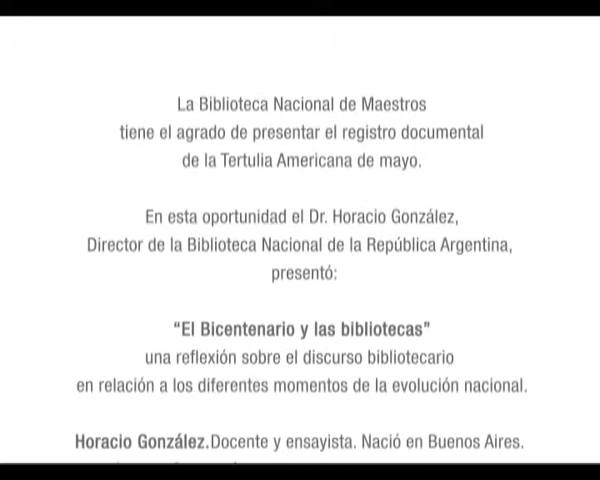 La Biblioteca Nacional de Maestros
tiene el agrado de presentar el registro documental
de la Tertulia Americana de mayo.
En esta oportunidad el Dr. Horacio González,
Director de la Biblioteca Nacional de la República Argentina,
presentó:
“El Bicentenario y las bibliotecas”
una reflexión sobre el discurso bibliotecario
en relación a los diferentes momentos de la evolución nacional.
Horacio González.Docente y ensayista. Nació en Buenos Aires.